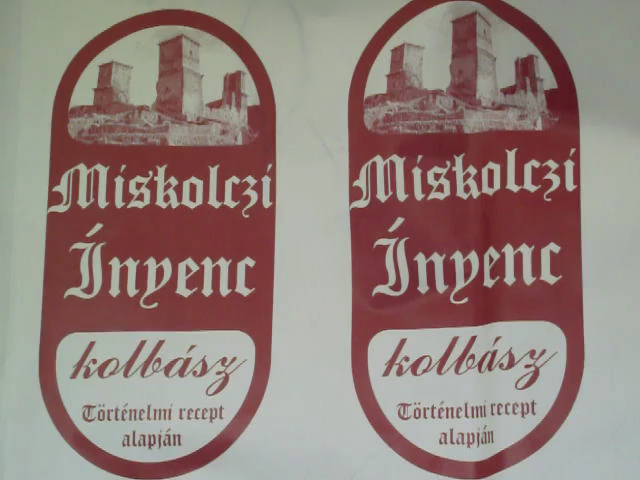 Miskolczi
Ínyenc
kolbász
Történelmi recept
alapján
Miskolczi
Ínyenc
kolbász
Történelmi recept
alapján